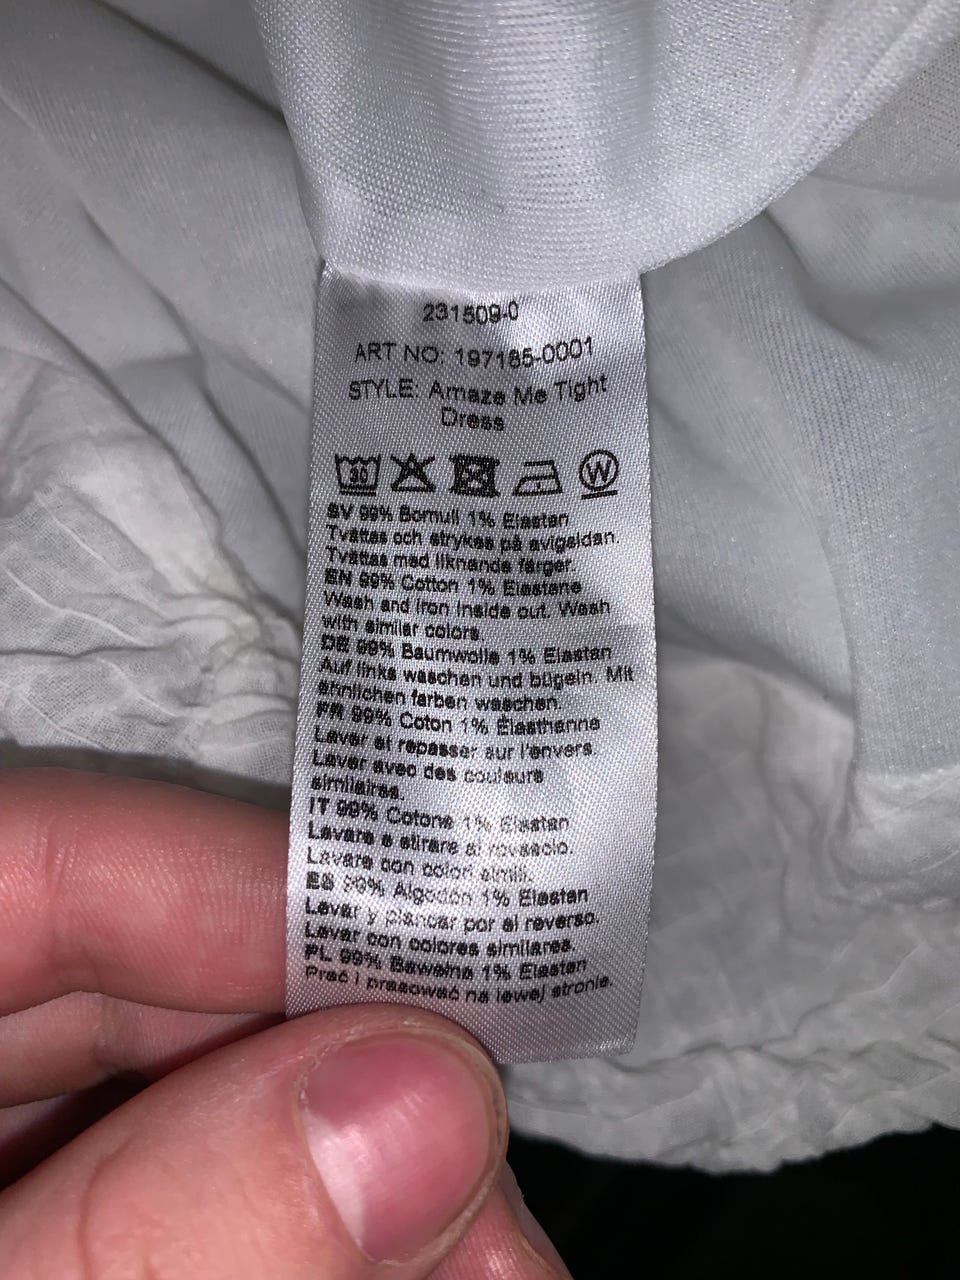 231509-0
ART NO: 197185-0001
STYLE: Amaze Me Tight
Dress
30 W
SV 99% Bomull 1% Elastan
Tvättas och strykes på avigsidan.
Tvättas med liknande färger.
EN 99% Cotton 1% Elastane
Wash and iron inside out. Wash
with similar colors.
DE 99% Baumwolle 1% Elastan
Auf links waschen und bügeln. Mit
ähnlichen farben waschen.
FR 99% Coton 1% Élasthanne
Laver et repasser sur l'envers
Laver avec des couleurs
similaires.
IT 99% Cotone 1% Elastan
Lavare e stirare al rovescio.
Lavare con colori simili.
ES 99% Algodón 1% Elastan
Lavar y planchar por el reverso.
Lavar con colores similares.
PL 99% Bawełna 1% Elastan
Prać i prasować na lewej stronie.